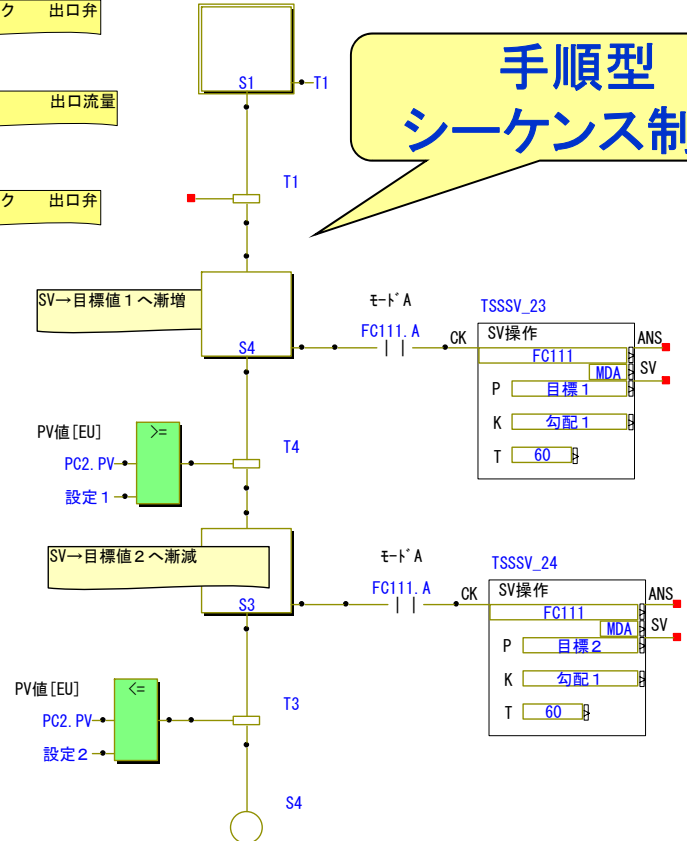 ク 出口弁
出口流量
ク 出口弁
手順型
シーケンス制
S1
T1
T1
SV→目標値1へ漸増
S4
ﾓｰﾄﾞA
FC111.A
CK
TSSSV_23
SV操作
FC111
MDA
ANS
SV
P 目標1
K 勾配1
T 60
PV値[EU]
>=
PC2.PV
設定1
T4
SV→目標値2へ漸減
S3
ﾓｰﾄﾞA
FC111.A
CK
TSSSV_24
SV操作
FC111
MDA
ANS
SV
P 目標2
K 勾配1
T 60
PV値[EU]
<=
PC2.PV
設定2
T3
S4